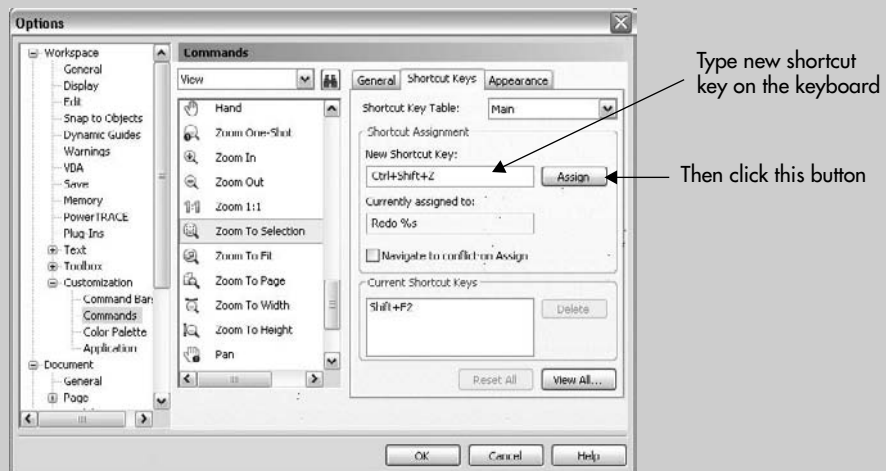 Options
Workspace
General
Display
Edit
Snap to Objects
Dynamic Guides
Warnings
VBA
Save
Memory
PowerTRACE
Plug-Ins
Text
Toolbox
Customization
Command Bars
Commands
Color Palette
Application
Document
General
Page
Commands
View
Hand
Zoom One-Shot
Zoom In
Zoom Out
Zoom 1:1
Zoom To Selection
Zoom To Fit
Zoom To Page
Zoom To Width
Zoom To Height
Pan
General Shortcut Keys Appearance
Shortcut Key Table: Main
Shortcut Assignment
New Shortcut Key:
Ctrl+Shift+Z Assign
Currently assigned to:
Redo %s
Navigate to conflict on Assign
Current Shortcut Keys
Shift+F2 Delete
Reset All View All...
OK Cancel Help
Type new shortcut
key on the keyboard
Then click this button